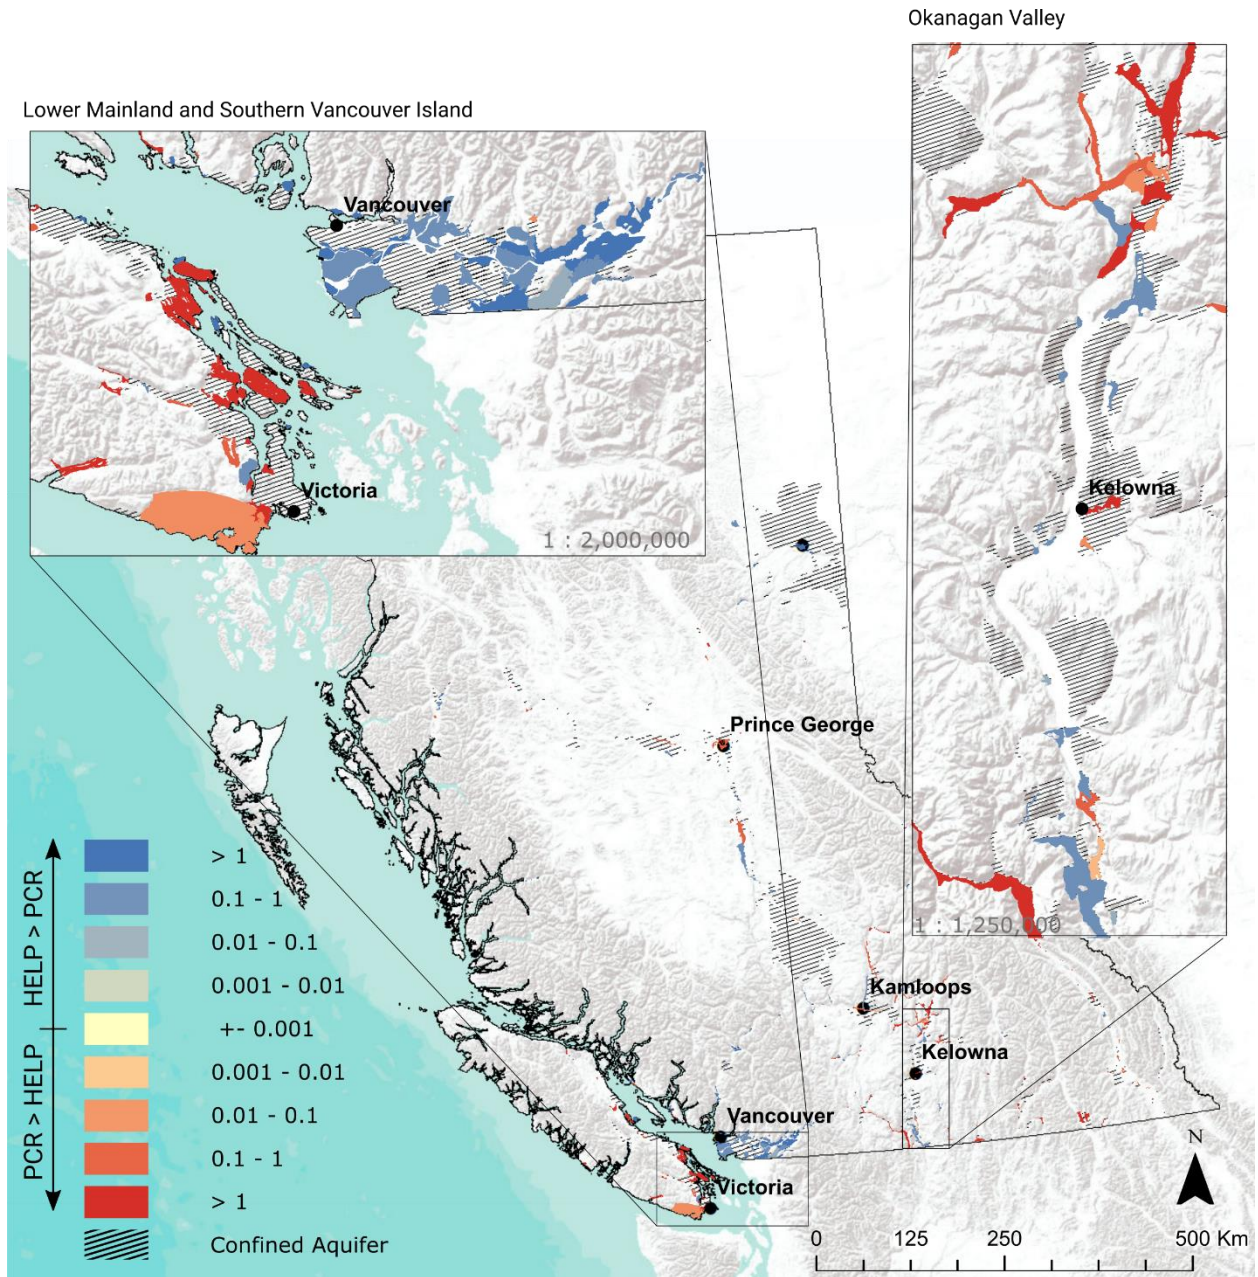 Okanagan Valley
Lower Mainland and Southern Vancouver Island
Vancouver
Victoria
1 : 2,000,000
Kelowna
1 : 1,250,000
Prince George
Kamloops
Kelowna
Vancouver
Victoria
HELP > PCR
PCR > HELP
> 1
0.1 - 1
0.01 - 0.1
0.001 - 0.01
+- 0.001
0.001 - 0.01
0.01 - 0.1
0.1 - 1
> 1
Confined Aquifer
N
0 125 250 500 Km